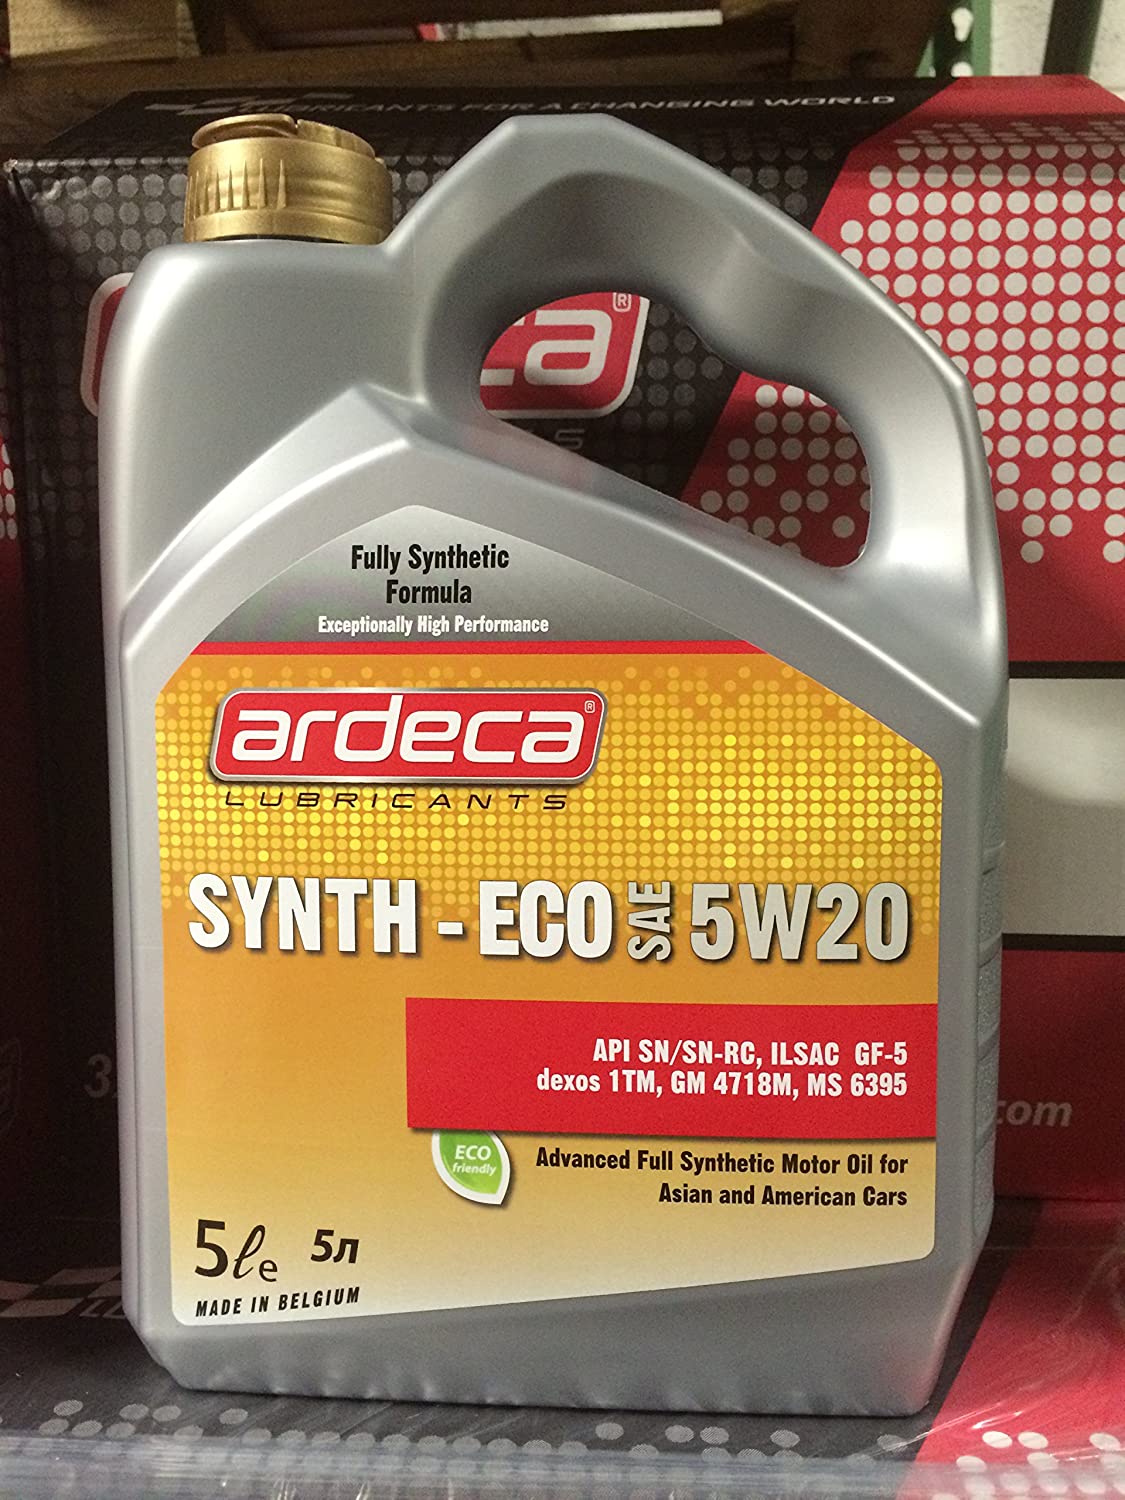 LUBRICANTS FOR A CHANGING WORLD
ca®
Fully Synthetic
Formula
Exceptionally High Performance
ardeca®
LUBRICANTS
SYNTH - ECO SAE 5W20
API SN/SN-RC, ILSAC GF-5
dexos 1TM, GM 4718M, MS 6395
.com
ECO
friendly
Advanced Full Synthetic Motor Oil for
Asian and American Cars
5ℓe 5л
MADE IN BELGIUM